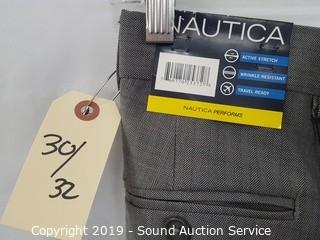 NAUTICA
ACTIVE STRETCH
WRINKLE RESISTANT
TRAVEL READY
NAUTICA PERFORMS
30/
32
Copyright 2019 - Sound Auction Service